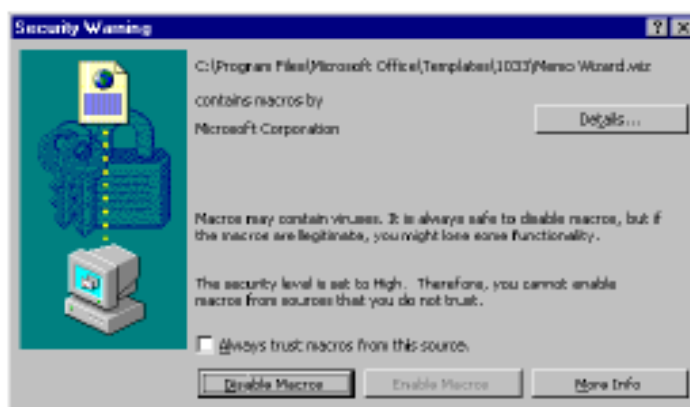 Security Warning
C:\Program Files\Microsoft Office\Templates\1033\Memo Wizard.wiz
contains macros by
Microsoft Corporation
Details...
Macros may contain viruses. It is always safe to disable macros, but if
the macros are legitimate, you might lose some functionality.
The security level is set to High. Therefore, you cannot enable
macros from sources that you do not trust.
Always trust macros from this source.
Disable Macros
Enable Macros
More Info